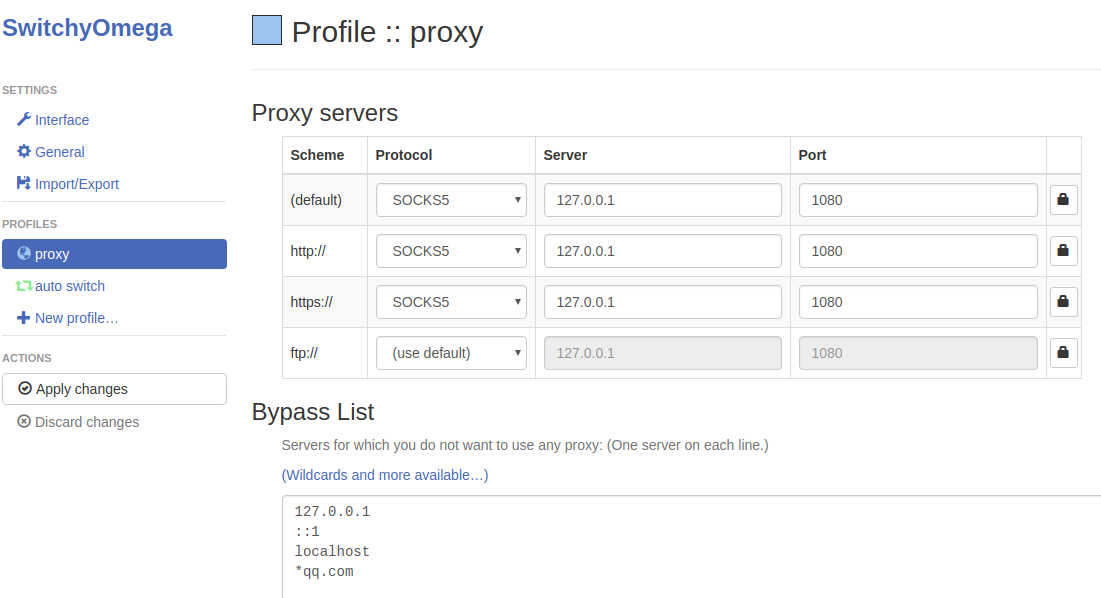 SwitchyOmega
SETTINGS
Interface
General
Import/Export
PROFILES
proxy
auto switch
New profile…
ACTIONS
Apply changes
Discard changes
Profile :: proxy
Proxy servers
Scheme Protocol Server Port
(default) SOCKS5 127.0.0.1 1080
http:// SOCKS5 127.0.0.1 1080
https:// SOCKS5 127.0.0.1 1080
ftp:// (use default) 127.0.0.1 1080
Bypass List
Servers for which you do not want to use any proxy: (One server on each line.)
(Wildcards and more available…)
127.0.0.1
::1
localhost
*qq.com